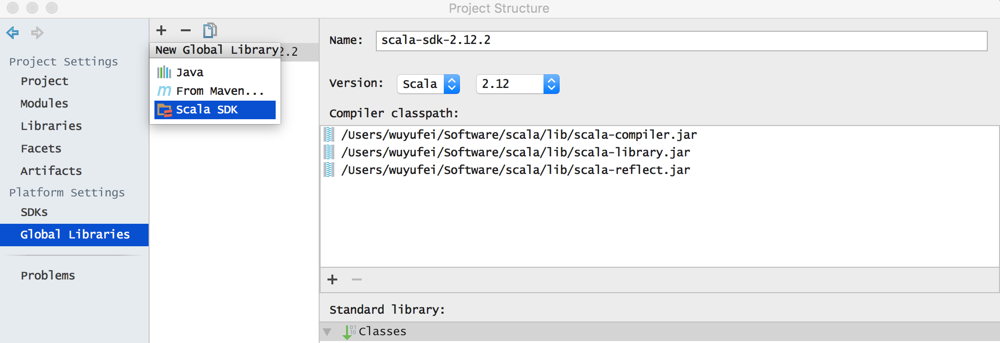 Project Structure
Project Settings
Project
Modules
Libraries
Facets
Artifacts
Platform Settings
SDKs
Global Libraries
Problems
New Global Library
2.2
Java
From Maven...
Scala SDK
Name: scala-sdk-2.12.2
Version: Scala 2.12
Compiler classpath:
/Users/wuyufei/Software/scala/lib/scala-compiler.jar
/Users/wuyufei/Software/scala/lib/scala-library.jar
/Users/wuyufei/Software/scala/lib/scala-reflect.jar
Standard library:
Classes